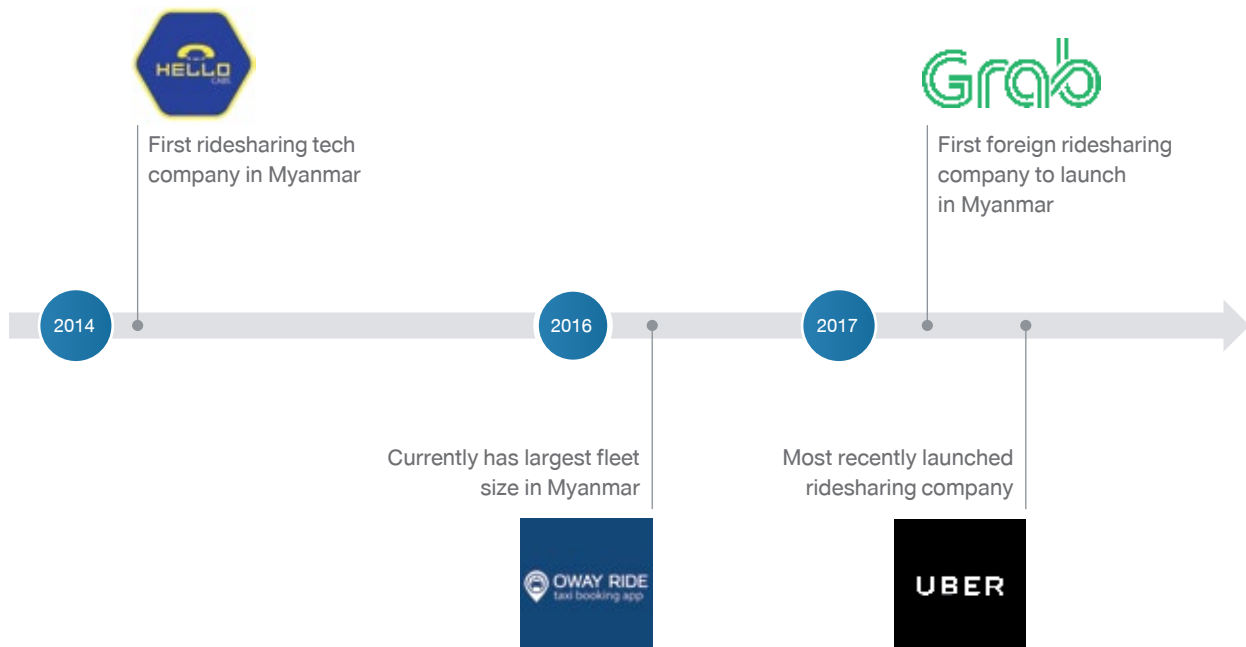 HELLO
CABS
First ridesharing tech
company in Myanmar
Grab
First foreign ridesharing
company to launch
in Myanmar
2014
2016
2017
Currently has largest fleet
size in Myanmar
OWAY RIDE
taxi booking app
Most recently launched
ridesharing company
UBER